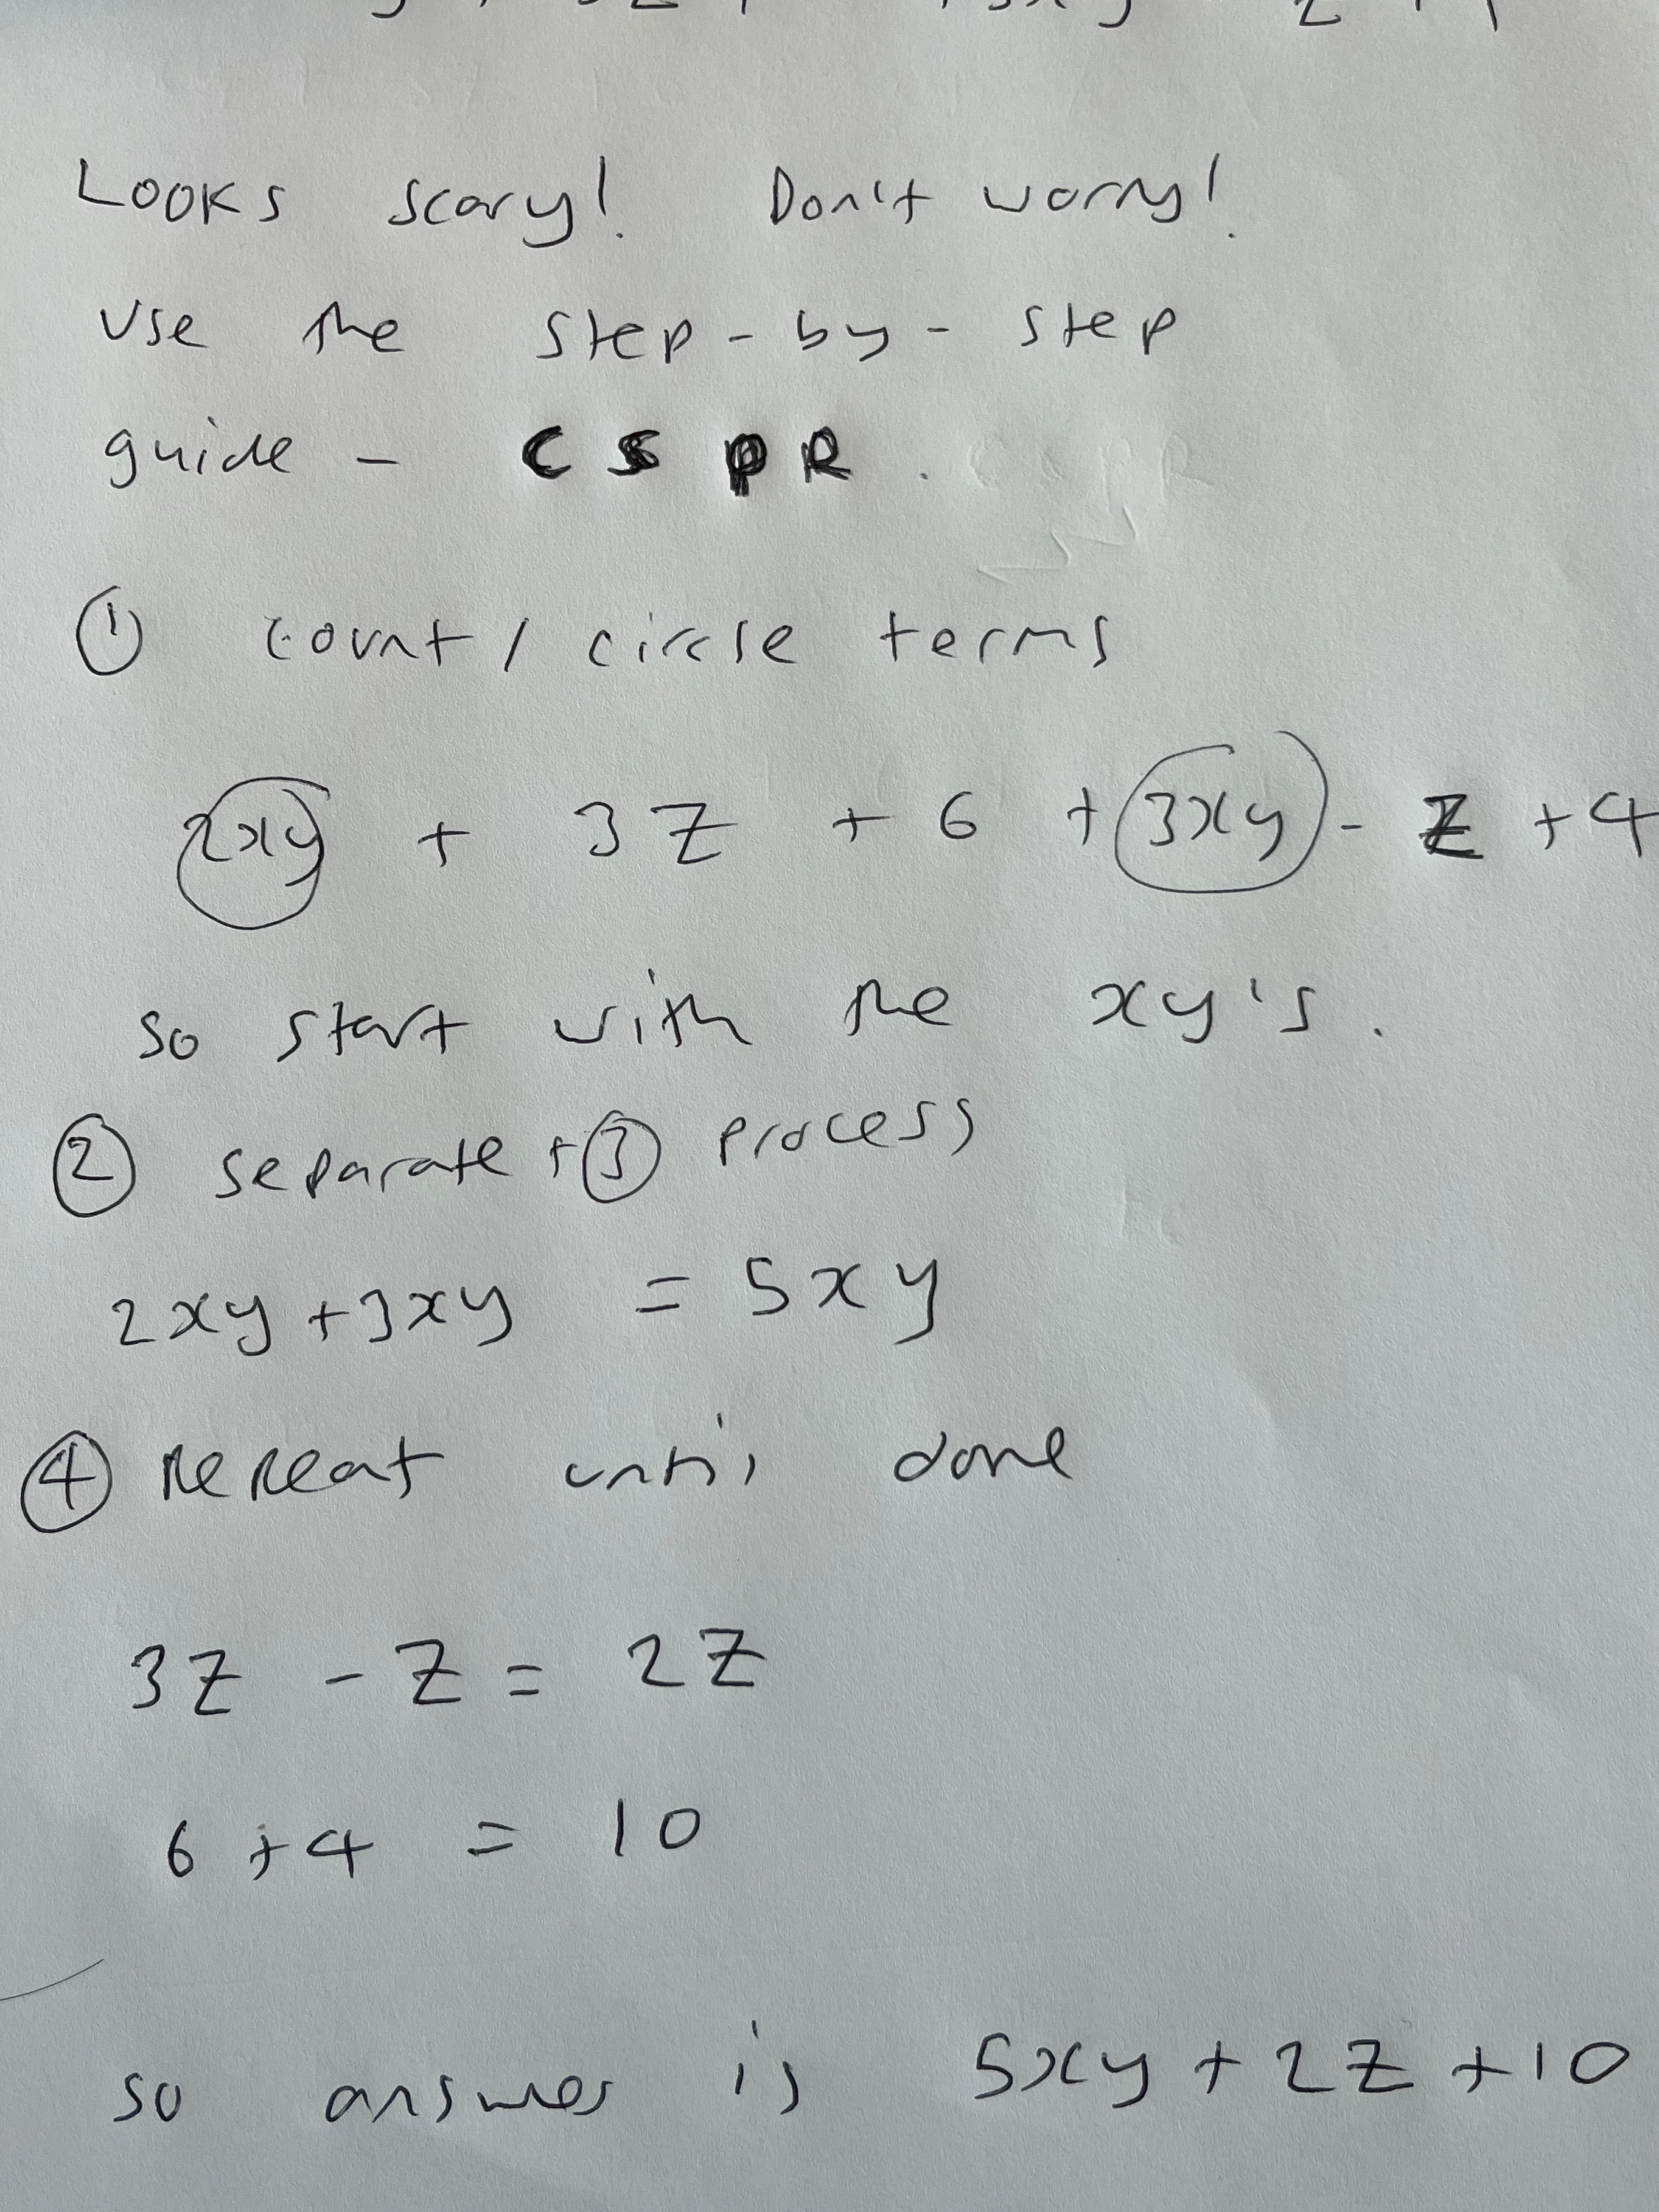 Looks scary! Don't worry!
Use the step-by-step
guide - CSPR.
① count / circle terms
2xy + 3z + 6 + 3xy - z + 4
so start with the xy's.
② separate + ③ process
2xy + 3xy = 5xy
④ Repeat until done
3z - z = 2z
6 + 4 = 10
so answer is 5xy + 2z + 10